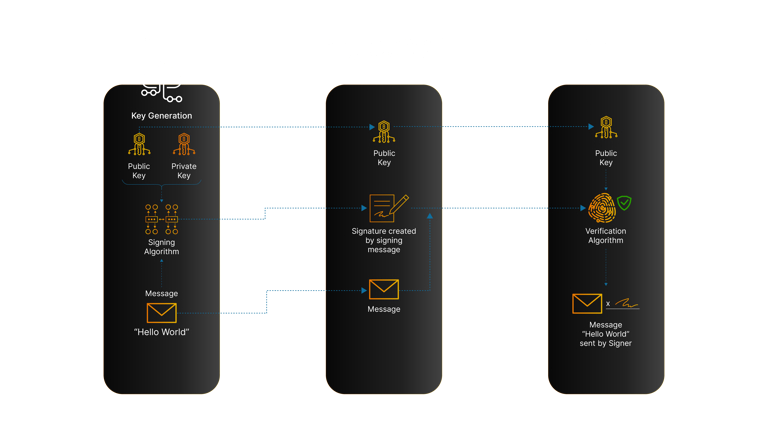 Key Generation
Public
Key
Private
Key
Signing
Algorithm
Message
“Hello World”
Public
Key
Signature created
by signing
message
Message
Public
Key
Verification
Algorithm
x
Message
“Hello World”
sent by Signer